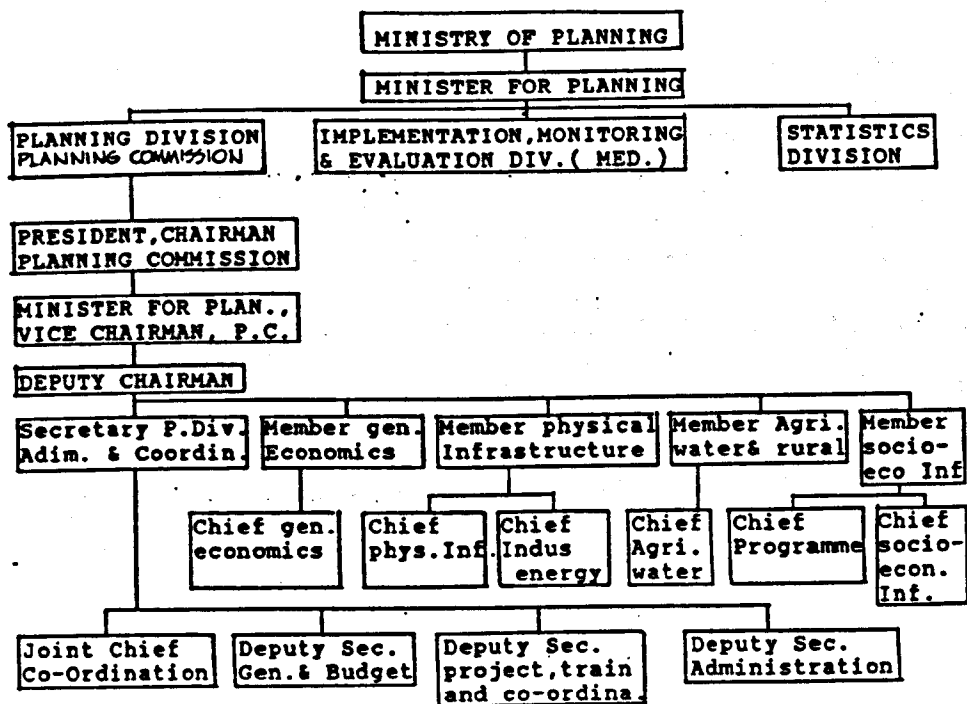 MINISTRY OF PLANNING
MINISTER FOR PLANNING
PLANNING DIVISION
PLANNING COMMISSION
IMPLEMENTATION, MONITORING
& EVALUATION DIV.( MED.)
STATISTICS
DIVISION
PRESIDENT, CHAIRMAN
PLANNING COMMISSION
MINISTER FOR PLAN.,
VICE CHAIRMAN, P.C.
DEPUTY CHAIRMAN
Secretary P.Div.
Adim. & Coordin.
Member gen.
Economics
Member physical
Infrastructure
Member Agri.
water& rural
Member
socio-
eco Inf
Chief gen.
economics
Chief
phys.Inf.
Chief
Indus
energy
Chief
Agri.
water
Chief
Programme
Chief
socio-
econ.
Inf.
Joint Chief
Co-Ordination
Deputy Sec.
Gen.& Budget
Deputy Sec.
project,train
and co-ordina.
Deputy Sec.
Administration